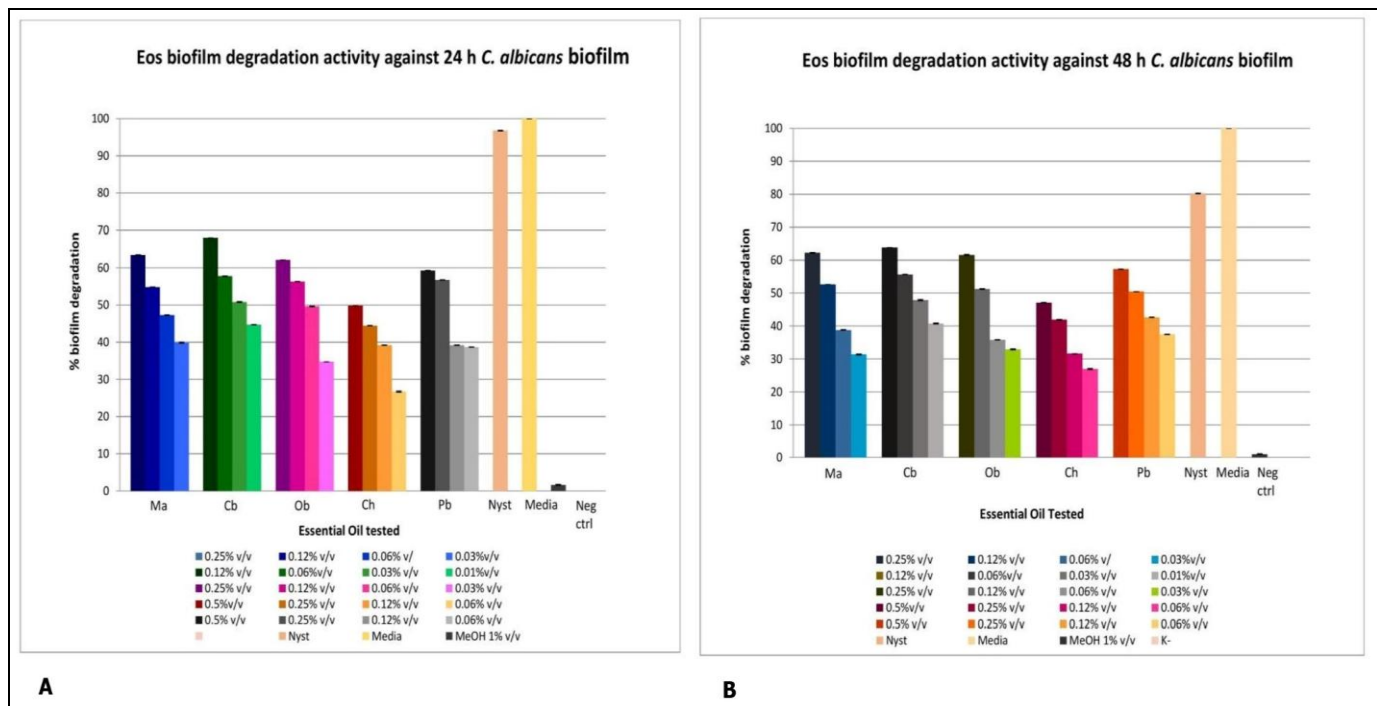 Eos biofilm degradation activity against 24 h C. albicans biofilm
% biofilm degradation
100
90
80
70
60
50
40
30
20
10
0
Ma Cb Ob Ch Pb Nyst Media Neg
ctrl
Essential Oil tested
0.25% v/v 0.12% v/v 0.06% v/ 0.03%v/v
0.12% v/v 0.06%v/v 0.03% v/v 0.01%v/v
0.25% v/v 0.12% v/v 0.06% v/v 0.03% v/v
0.5%v/v 0.25% v/v 0.12% v/v 0.06% v/v
0.5% v/v 0.25% v/v 0.12% v/v 0.06% v/v
Nyst Media MeOH 1% v/v
A
Eos biofilm degradation activity against 48 h C. albicans biofilm
% biofilm degradation
100
90
80
70
60
50
40
30
20
10
0
Ma Cb Ob Ch Pb Nyst Media Neg
ctrl
Essential Oil Tested
0.25% v/v 0.12% v/v 0.06% v/ 0.03%v/v
0.12% v/v 0.06%v/v 0.03% v/v 0.01%v/v
0.25% v/v 0.12% v/v 0.06% v/v 0.03% v/v
0.5%v/v 0.25% v/v 0.12% v/v 0.06% v/v
0.5% v/v 0.25% v/v 0.12% v/v 0.06% v/v
Nyst Media MeOH 1% v/v K-
B